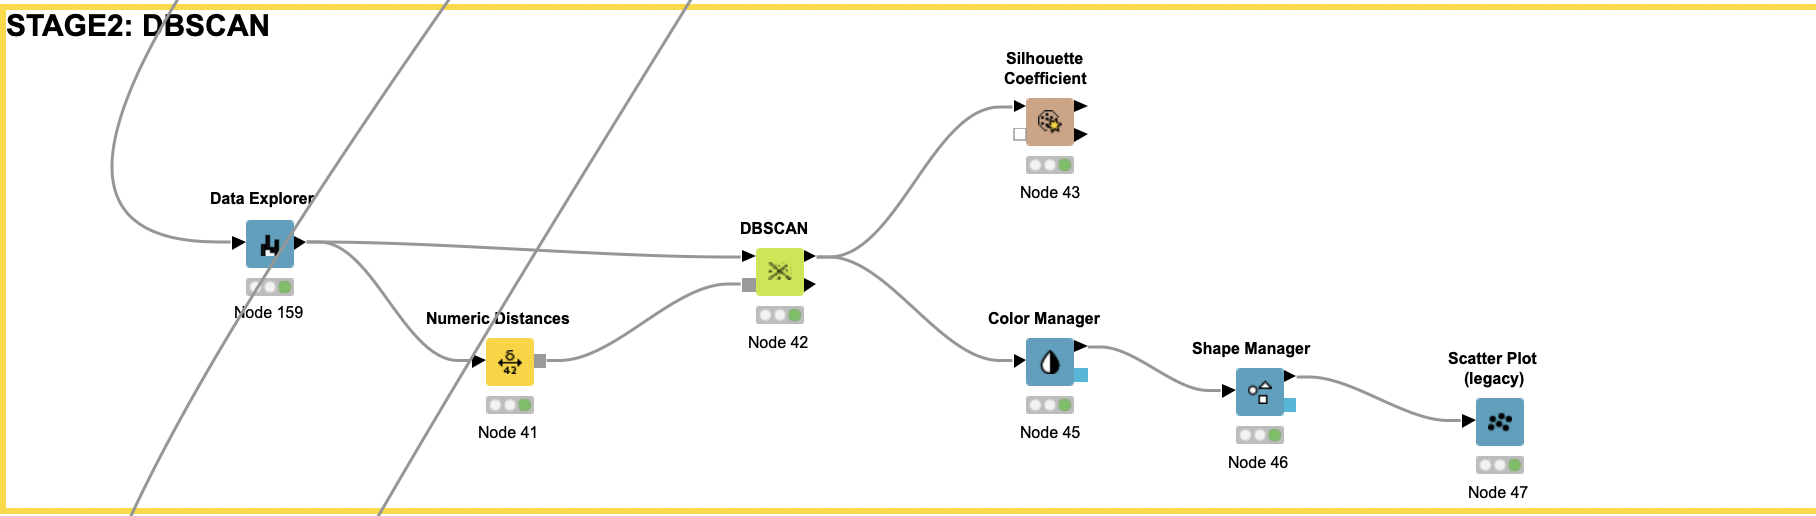 STAGE2: DBSCAN
Silhouette
Coefficient
Node 43
Data Explorer
Node 159
DBSCAN
Node 42
Numeric Distances
δ
42
Node 41
Color Manager
Node 45
Shape Manager
Node 46
Scatter Plot
(legacy)
Node 47